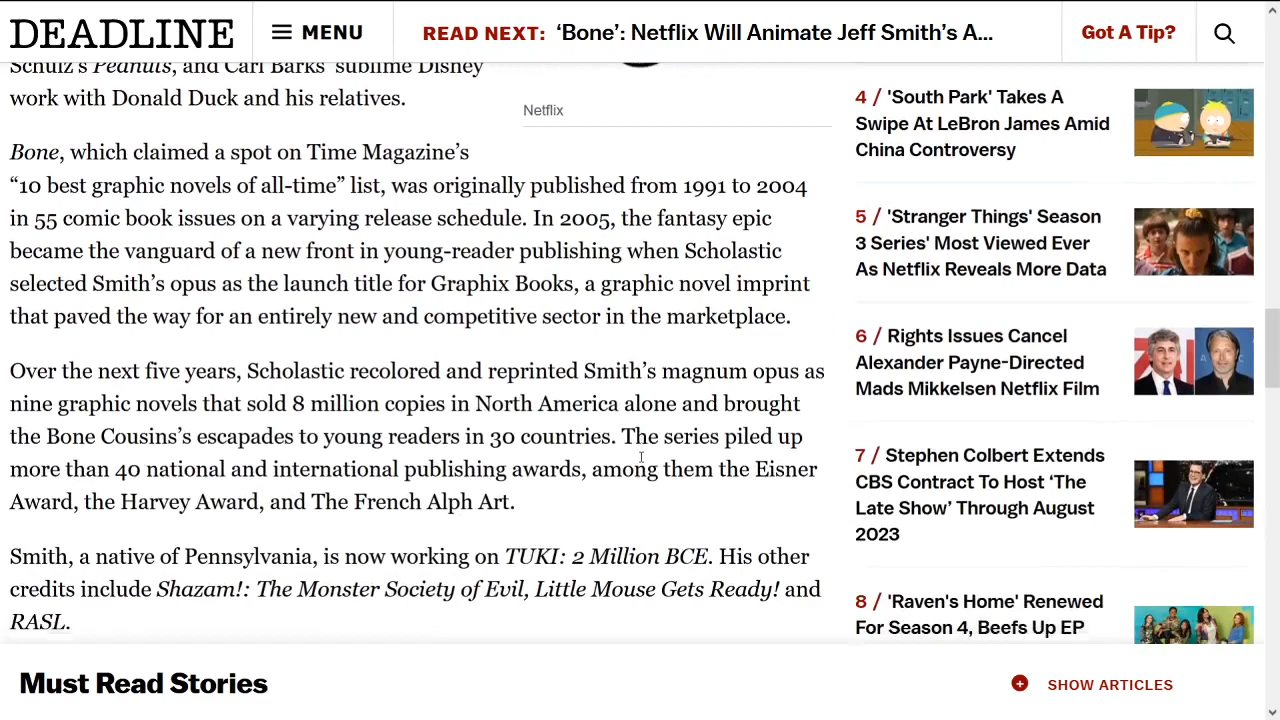 DEADLINE
MENU
READ NEXT: ‘Bone’: Netflix Will Animate Jeff Smith’s A...
Got A Tip?
Schulz’s Peanuts, and Carl Barks’ sublime Disney
work with Donald Duck and his relatives.
Netflix
Bone, which claimed a spot on Time Magazine’s
“10 best graphic novels of all-time” list, was originally published from 1991 to 2004
in 55 comic book issues on a varying release schedule. In 2005, the fantasy epic
became the vanguard of a new front in young-reader publishing when Scholastic
selected Smith’s opus as the launch title for Graphix Books, a graphic novel imprint
that paved the way for an entirely new and competitive sector in the marketplace.
Over the next five years, Scholastic recolored and reprinted Smith’s magnum opus as
nine graphic novels that sold 8 million copies in North America alone and brought
the Bone Cousins’s escapades to young readers in 30 countries. The series piled up
more than 40 national and international publishing awards, among them the Eisner
Award, the Harvey Award, and The French Alph Art.
Smith, a native of Pennsylvania, is now working on TUKI: 2 Million BCE. His other
credits include Shazam!: The Monster Society of Evil, Little Mouse Gets Ready! and
RASL.
4 / 'South Park' Takes A
Swipe At LeBron James Amid
China Controversy
5 / 'Stranger Things' Season
3 Series' Most Viewed Ever
As Netflix Reveals More Data
6 / Rights Issues Cancel
Alexander Payne-Directed
Mads Mikkelsen Netflix Film
7 / Stephen Colbert Extends
CBS Contract To Host ‘The
Late Show’ Through August
2023
8 / 'Raven's Home' Renewed
For Season 4, Beefs Up EP
Must Read Stories
SHOW ARTICLES